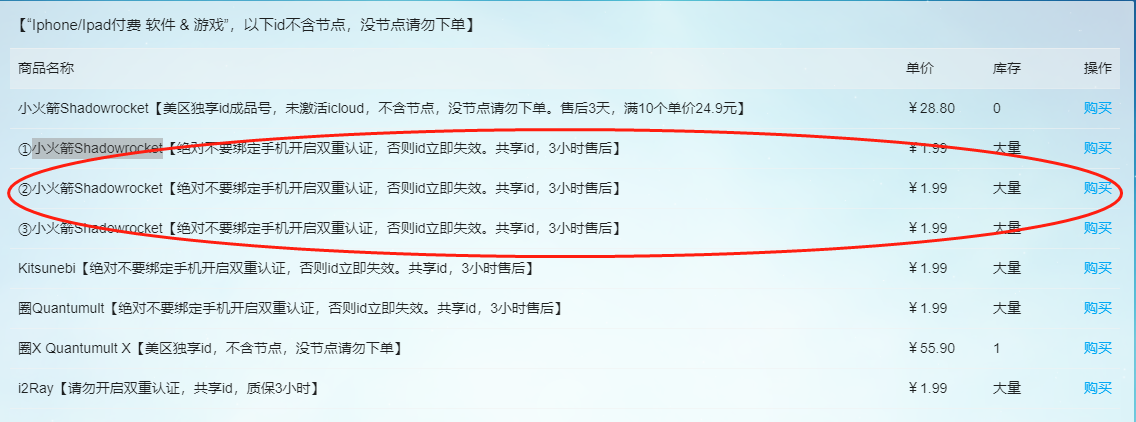 【“Iphone/Ipad付费 软件 & 游戏”，以下id不含节点，没节点请勿下单】
商品名称 单价 库存 操作
小火箭Shadowrocket【美区独享id成品号，未激活icloud，不含节点，没节点请勿下单。售后3天，满10个单价24.9元】 ￥28.80 0 购买
①小火箭Shadowrocket【绝对不要绑定手机开启双重认证，否则id立即失效。共享id，3小时售后】 ￥1.99 大量 购买
②小火箭Shadowrocket【绝对不要绑定手机开启双重认证，否则id立即失效。共享id，3小时售后】 ￥1.99 大量 购买
③小火箭Shadowrocket【绝对不要绑定手机开启双重认证，否则id立即失效。共享id，3小时售后】 ￥1.99 大量 购买
Kitsunebi【绝对不要绑定手机开启双重认证，否则id立即失效。共享id，3小时售后】 ￥1.99 大量 购买
圈Quantumult【绝对不要绑定手机开启双重认证，否则id立即失效。共享id，3小时售后】 ￥1.99 大量 购买
圈X Quantumult X【美区独享id，不含节点，没节点请勿下单】 ￥55.90 1 购买
i2Ray【请勿开启双重认证，共享id，质保3小时】 ￥1.99 大量 购买